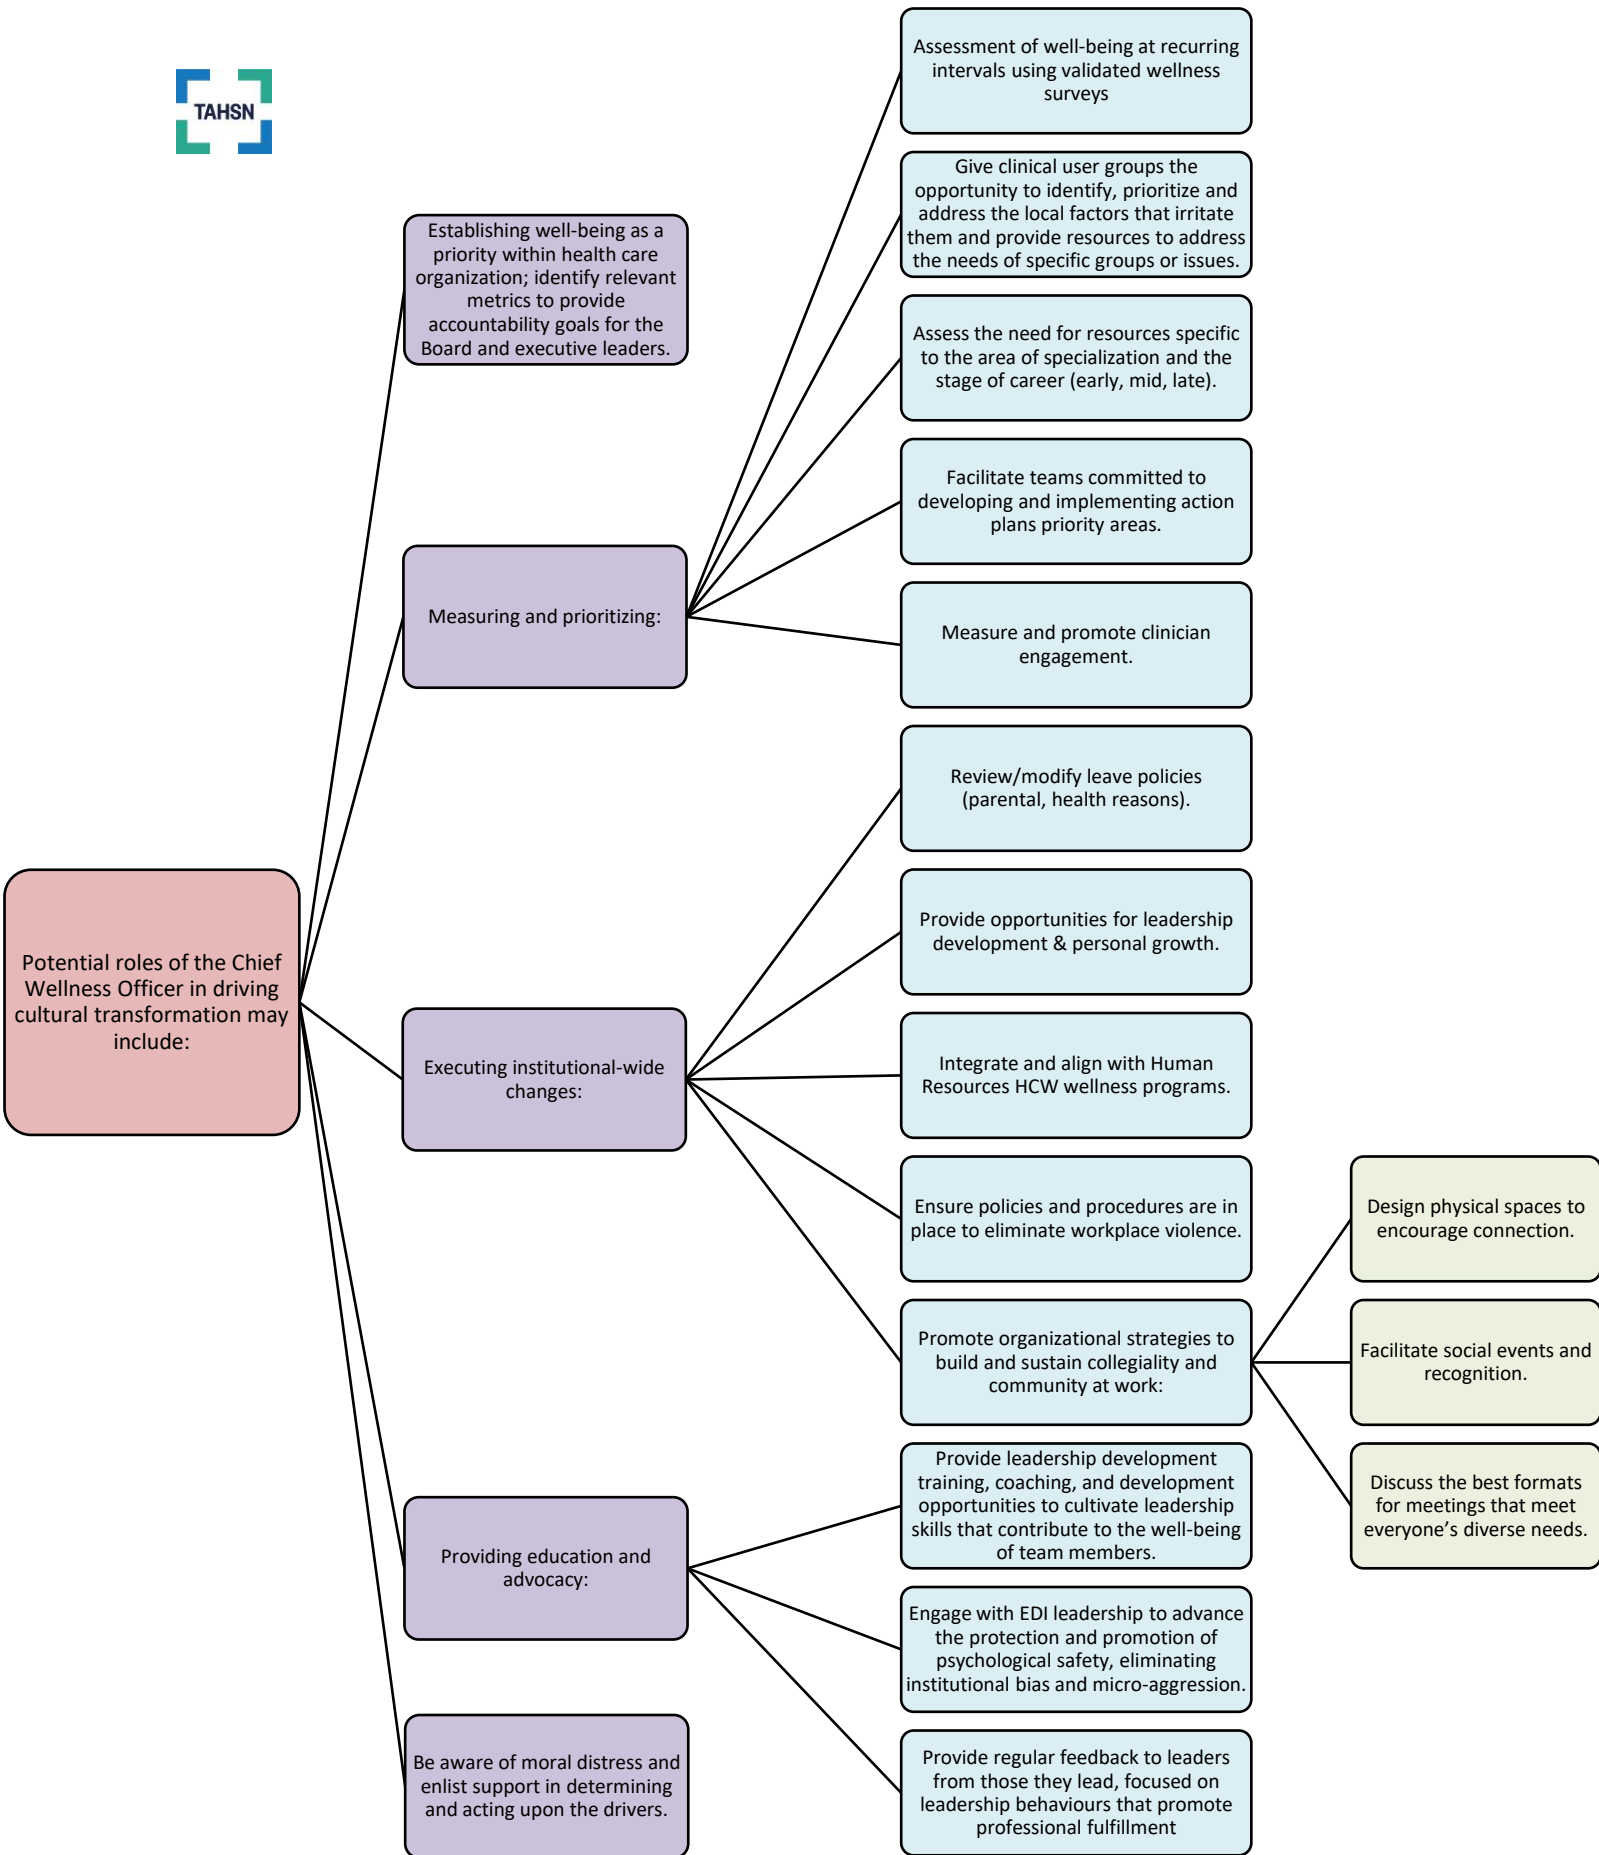 TAHSN
Potential roles of the Chief
Wellness Officer in driving
cultural transformation may
include:
Establishing well-being as a
priority within health care
organization; identify relevant
metrics to provide
accountability goals for the
Board and executive leaders.
Measuring and prioritizing:
Assessment of well-being at recurring
intervals using validated wellness
surveys
Give clinical user groups the
opportunity to identify, prioritize and
address the local factors that irritate
them and provide resources to address
the needs of specific groups or issues.
Assess the need for resources specific
to the area of specialization and the
stage of career (early, mid, late).
Facilitate teams committed to
developing and implementing action
plans priority areas.
Measure and promote clinician
engagement.
Executing institutional-wide
changes:
Review/modify leave policies
(parental, health reasons).
Provide opportunities for leadership
development & personal growth.
Integrate and align with Human
Resources HCW wellness programs.
Ensure policies and procedures are in
place to eliminate workplace violence.
Promote organizational strategies to
build and sustain collegiality and
community at work:
Design physical spaces to
encourage connection.
Facilitate social events and
recognition.
Discuss the best formats
for meetings that meet
everyone’s diverse needs.
Providing education and
advocacy:
Provide leadership development
training, coaching, and development
opportunities to cultivate leadership
skills that contribute to the well-being
of team members.
Engage with EDI leadership to advance
the protection and promotion of
psychological safety, eliminating
institutional bias and micro-aggression.
Provide regular feedback to leaders
from those they lead, focused on
leadership behaviours that promote
professional fulfillment
Be aware of moral distress and
enlist support in determining
and acting upon the drivers.